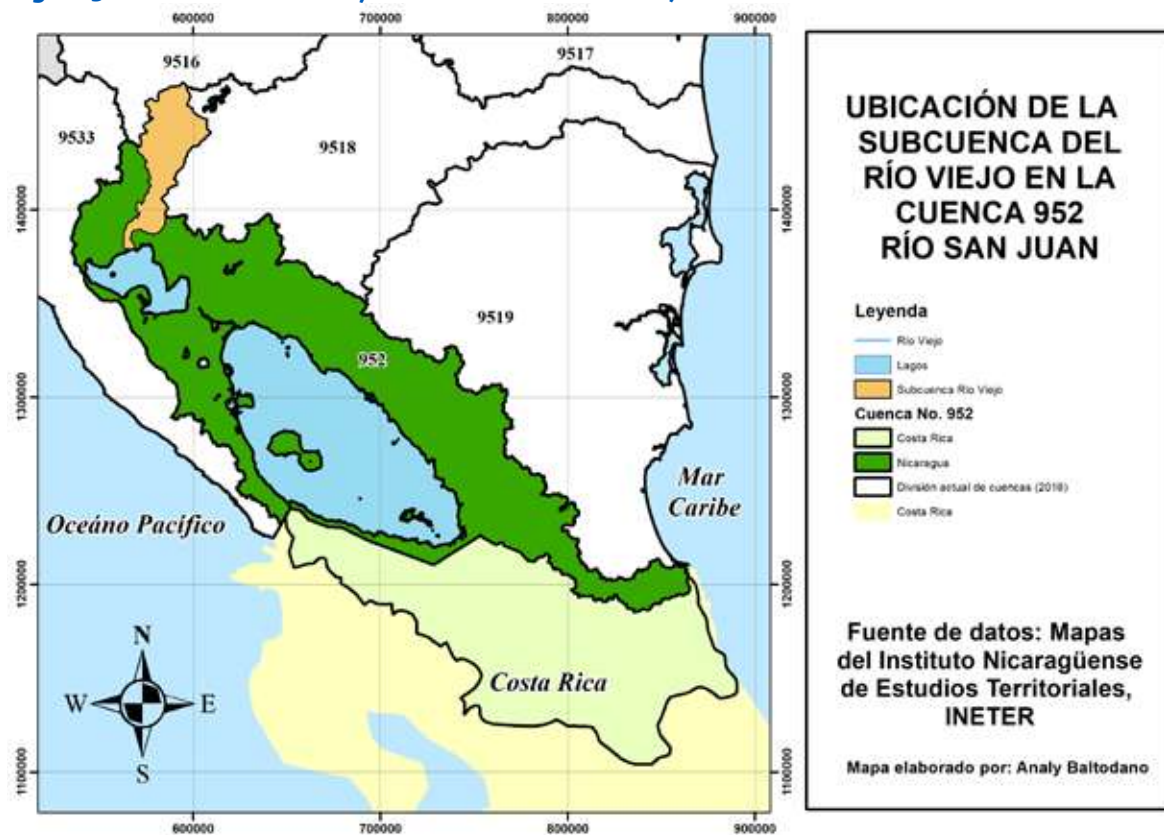 600000
700000
800000
900000
9516
9517
9533
9518
1400000
1400000
9519
952
1300000
1300000
Mar
Caribe
Oceáno Pacífico
1200000
1200000
N
W
E
S
Costa Rica
1100000
1100000
600000
700000
800000
900000
UBICACIÓN DE LA
SUBCUENCA DEL
RÍO VIEJO EN LA
CUENCA 952
RÍO SAN JUAN
Leyenda
Río Viejo
Lagos
Subcuenca Río Viejo
Cuenca No. 952
Costa Rica
Nicaragua
División actual de cuencas (2018)
Costa Rica
Fuente de datos: Mapas
del Instituto Nicaragüense
de Estudios Territoriales,
INETER
Mapa elaborado por: Analy Baltodano